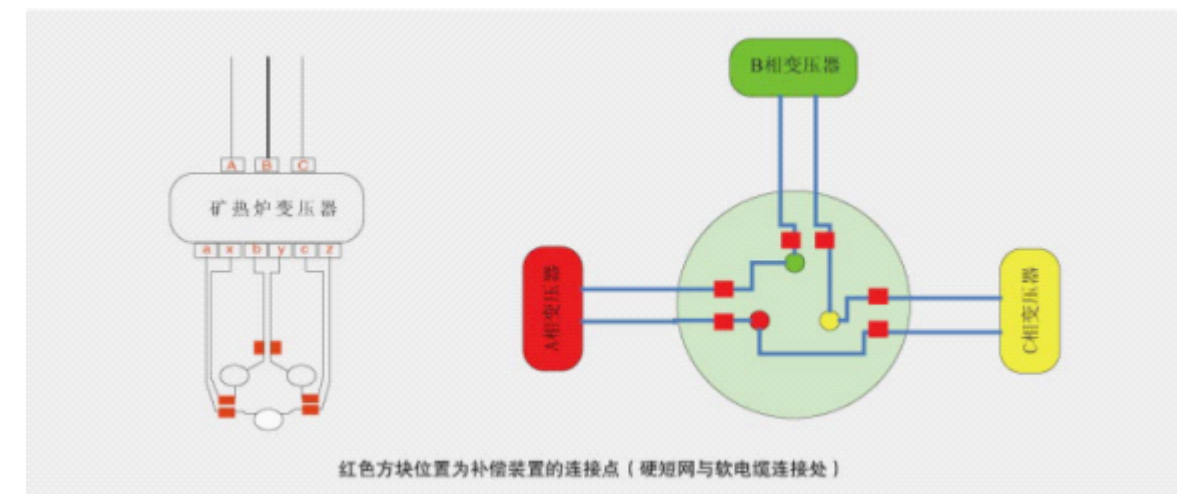 B相变压器
A B C
矿热炉变压器
a x b y c z
A相变压器
C相变压器
红色方块位置为补偿装置的连接点（硬短网与软电缆连接处）